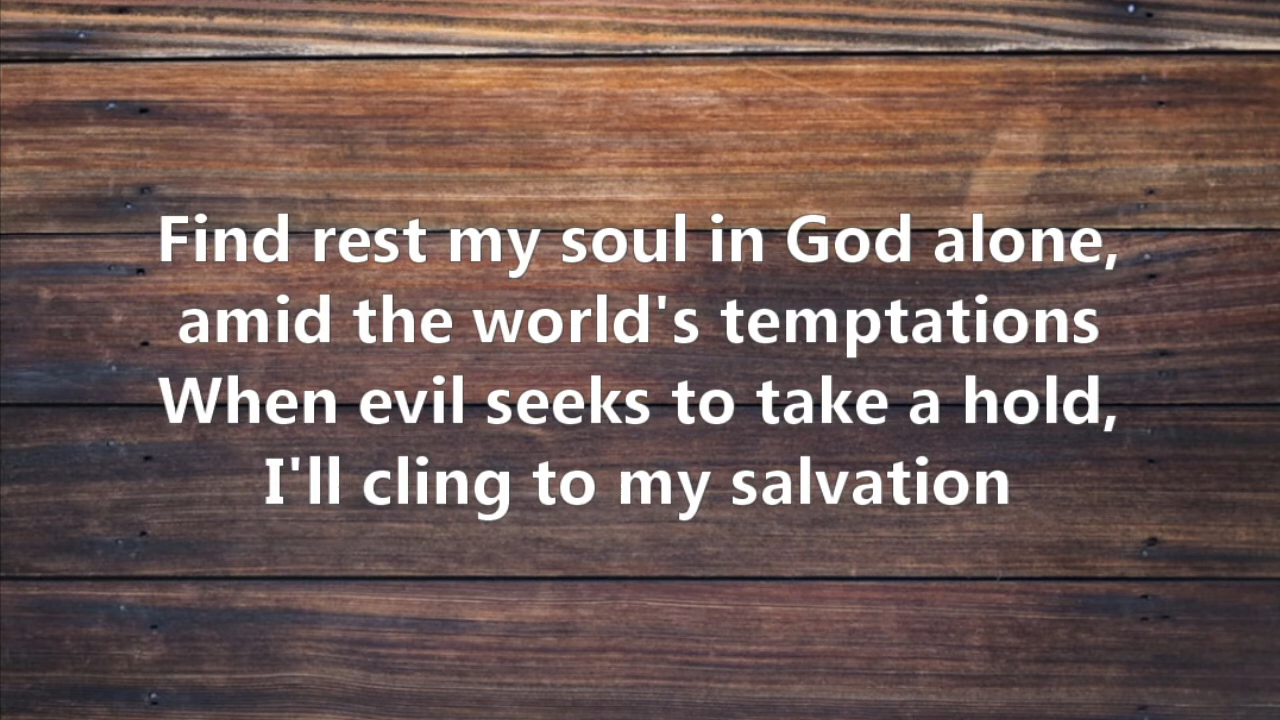 Find rest my soul in God alone,
amid the world's temptations
When evil seeks to take a hold,
I'll cling to my salvation